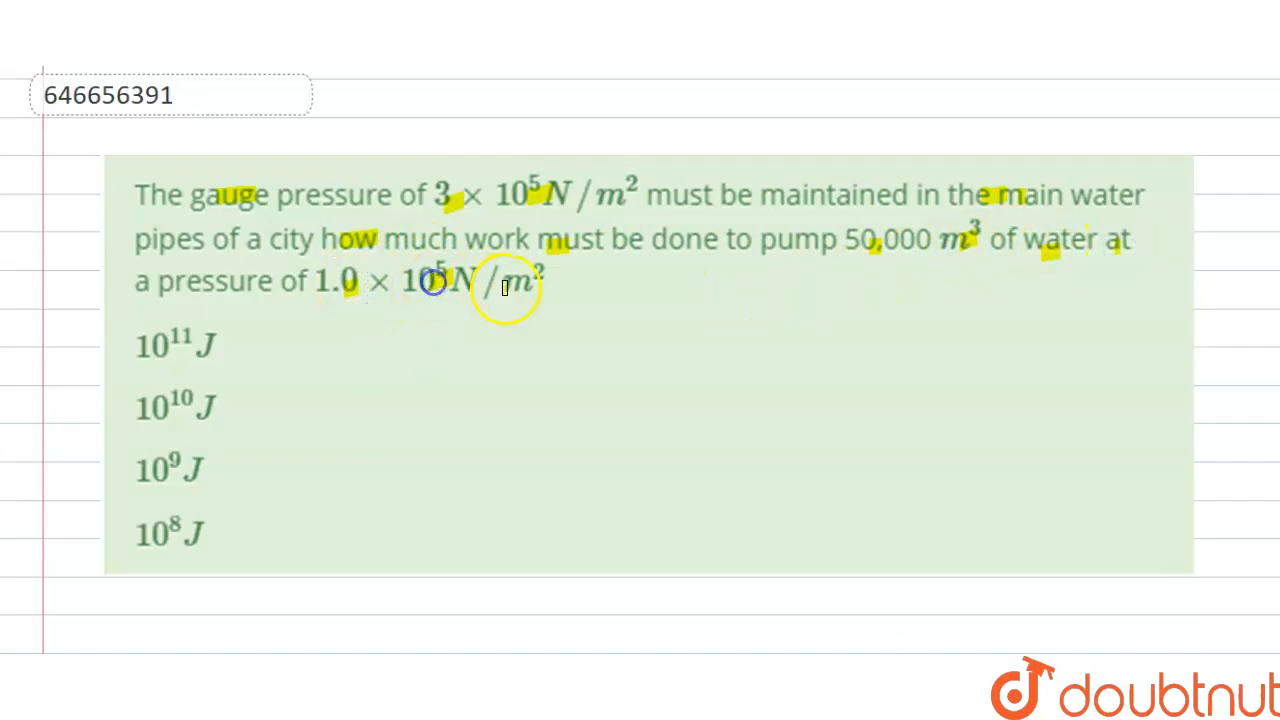 646656391
The gauge pressure of 3 × 10⁵ N/m² must be maintained in the main water
pipes of a city how much work must be done to pump 50,000 m³ of water at
a pressure of 1.0 × 10⁵ N/m²
10¹¹ J
10¹⁰ J
10⁹ J
10⁸ J
doubtnut